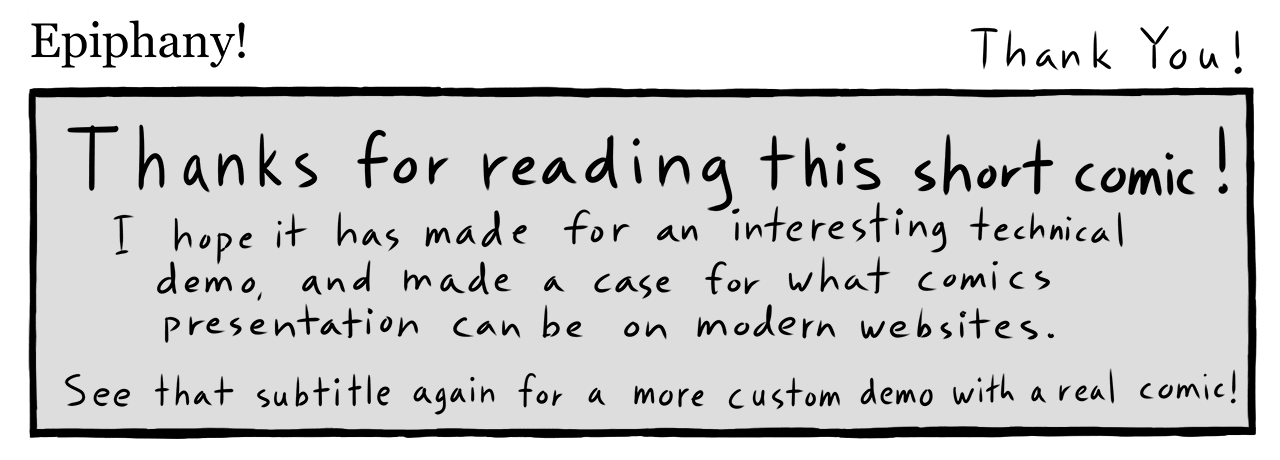 Epiphany!
Thank You!
Thanks for reading this short comic!
I hope it has made for an interesting technical
demo, and made a case for what comics
presentation can be on modern websites.
See that subtitle again for a more custom demo with a real comic!